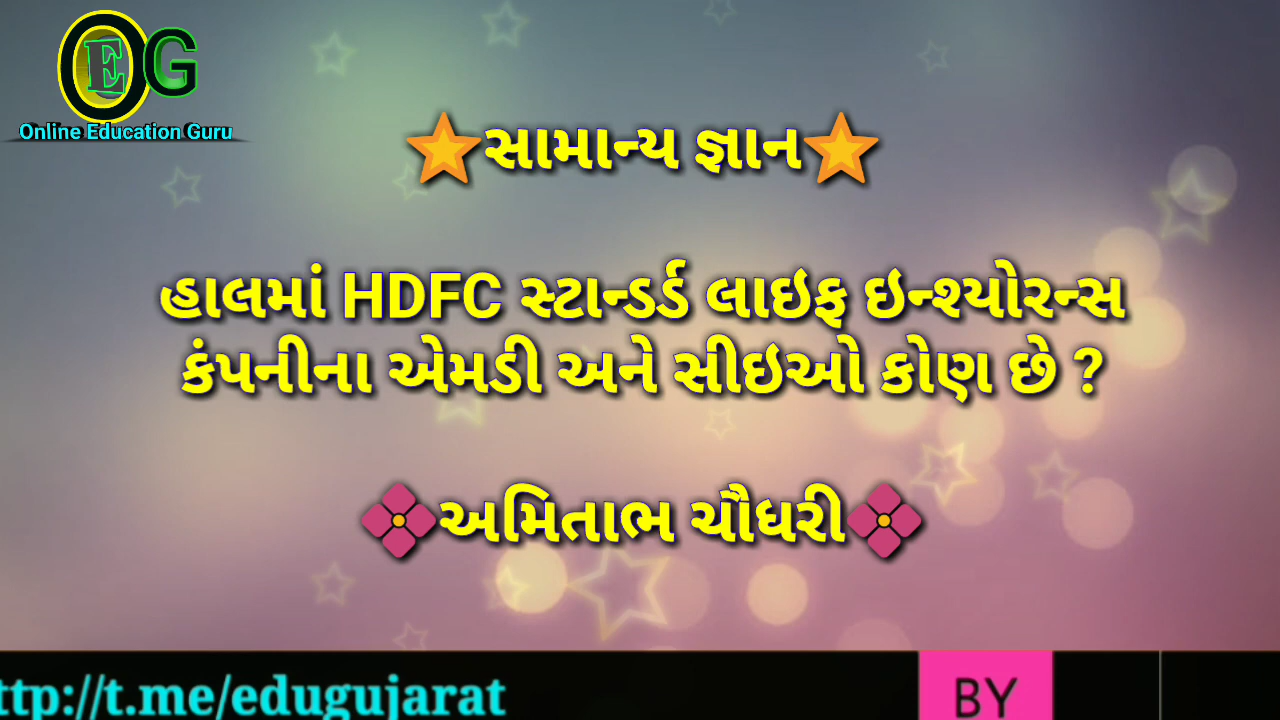 OEG
Online Education Guru
⭐સામાન્ય જ્ઞાન⭐
હાલમાં HDFC સ્ટાન્ડર્ડ લાઇફ ઇન્શ્યોરન્સ
કંપનીના એમડી અને સીઇઓ કોણ છે ?
અમિતાભ ચૌધરી
ttp://t.me/edugujarat
BY